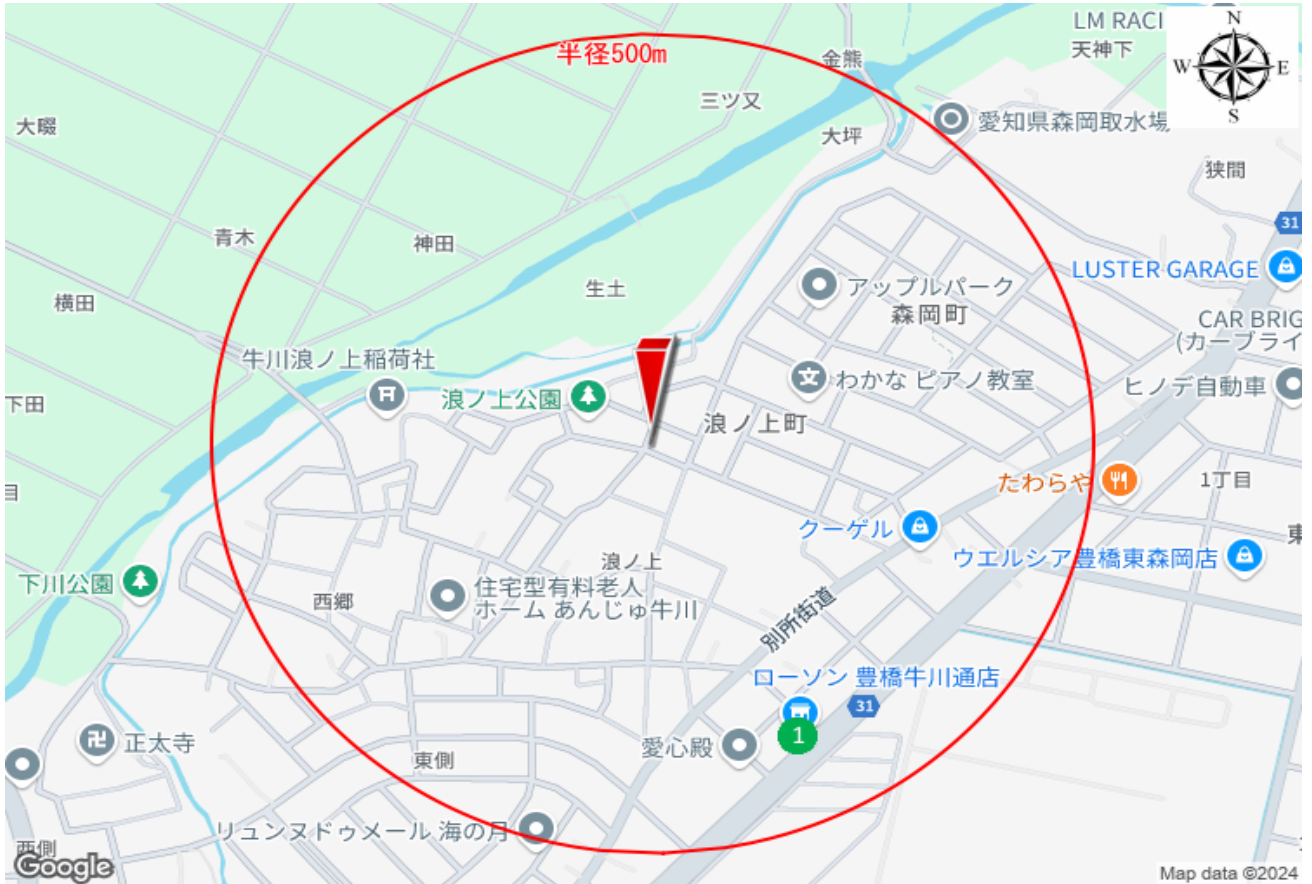 半径500m
LM RACI
天神下
N
W
E
S
金熊
三ツ又
大坪
愛知県森岡取水場
大畷
狭間
31
青木
神田
生土
横田
LUSTER GARAGE
アップルパーク
森岡町
CAR BRIG
(カーブライ
牛川浪ノ上稲荷社
下田
浪ノ上公園
文
わかな ピアノ教室
ヒノデ自動車
浪ノ上町
たわらや
1丁目
目
クーゲル
東
ウエルシア豊橋東森岡店
浪ノ上
下川公園
住宅型有料老人
ホーム あんじゅ牛川
西郷
別所街道
ローソン 豊橋牛川通店
31
1
正太寺
愛心殿
東側
リュンヌドゥメール 海の月
西側
Google
Map data ©2024